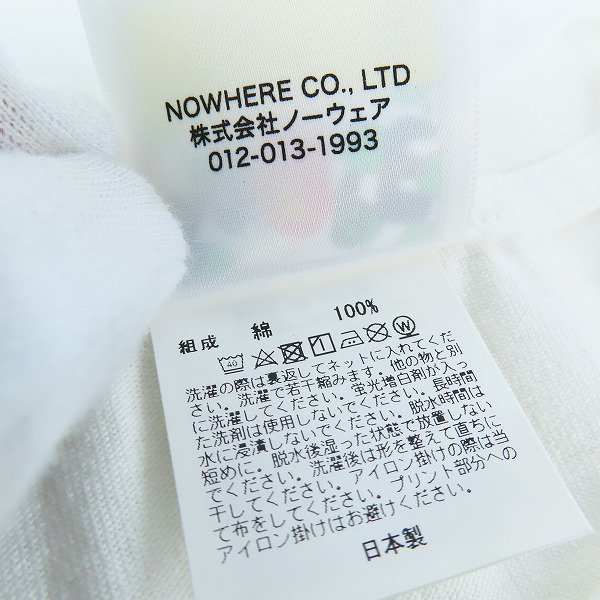 NOWHERE CO., LTD
株式会社ノーウェア
012-013-1993
組成 綿 100%
40 W
洗濯の際は裏返してネットに入れてくだ
さい。洗濯で若干縮みます。他の物と別
に洗濯してください。蛍光増白剤が入っ
た洗剤は使用しないでください。長時間
水に浸漬しないでください。脱水時間は
短めに。脱水後湿った状態で放置しない
でください。洗濯後は形を整えて直ちに
干してください。アイロン掛けの際は当
て布をしてください。プリント部分への
アイロン掛けはお避けください。
日本製